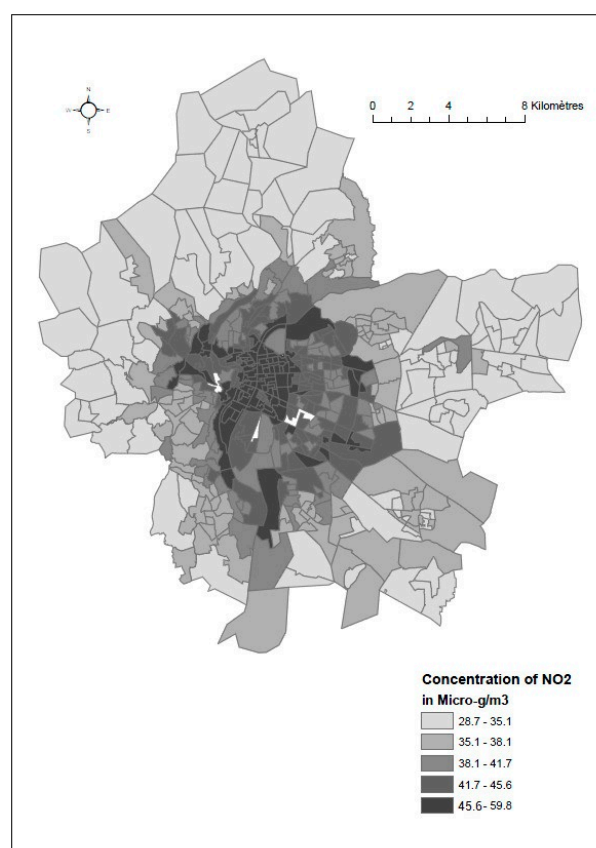 N
W E
S
0 2 4 8 Kilomètres
Concentration of NO2
in Micro-g/m3
28.7 - 35.1
35.1 - 38.1
38.1 - 41.7
41.7 - 45.6
45.6 - 59.8